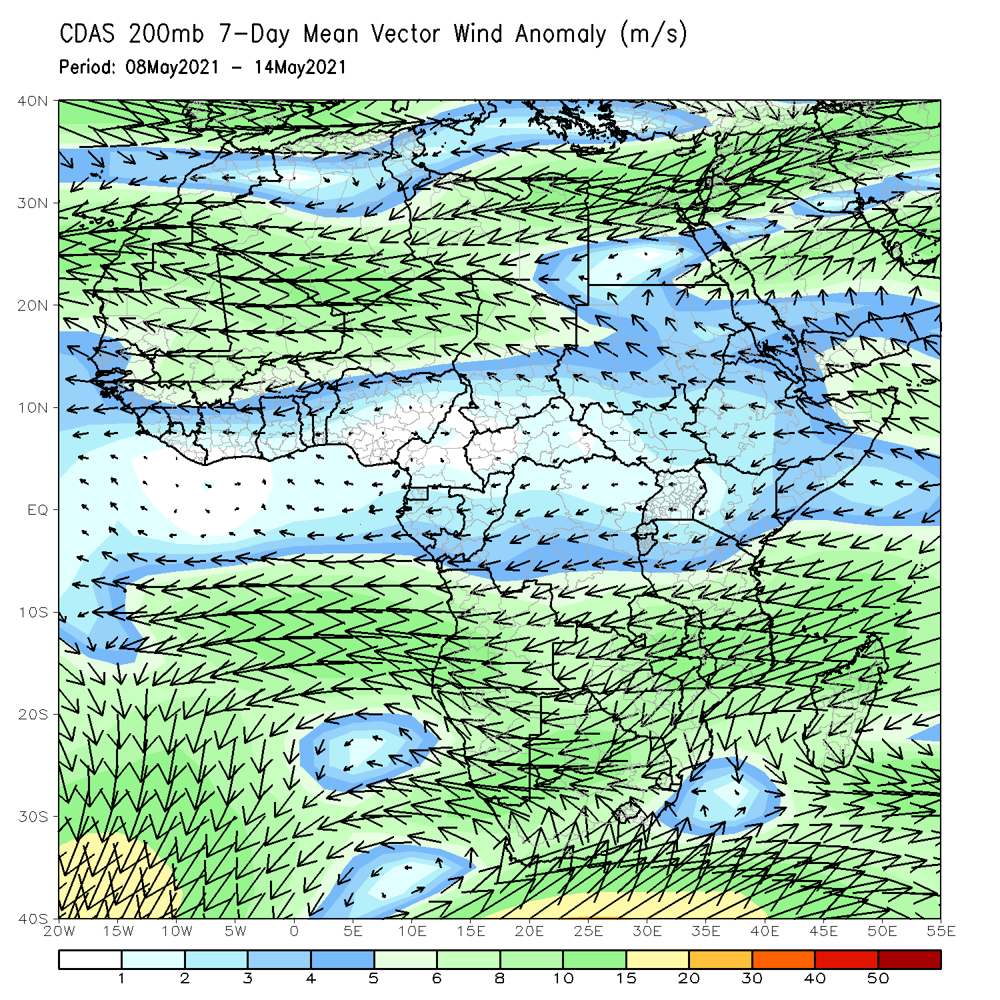 CDAS 200mb 7-Day Mean Vector Wind Anomaly (m/s)
Period: 08May2021 - 14May2021
40N
30N
20N
10N
EQ
10S
20S
30S
40S
20W 15W 10W 5W 0 5E 10E 15E 20E 25E 30E 35E 40E 45E 50E 55E
1 2 3 4 5 6 8 10 15 20 30 40 50